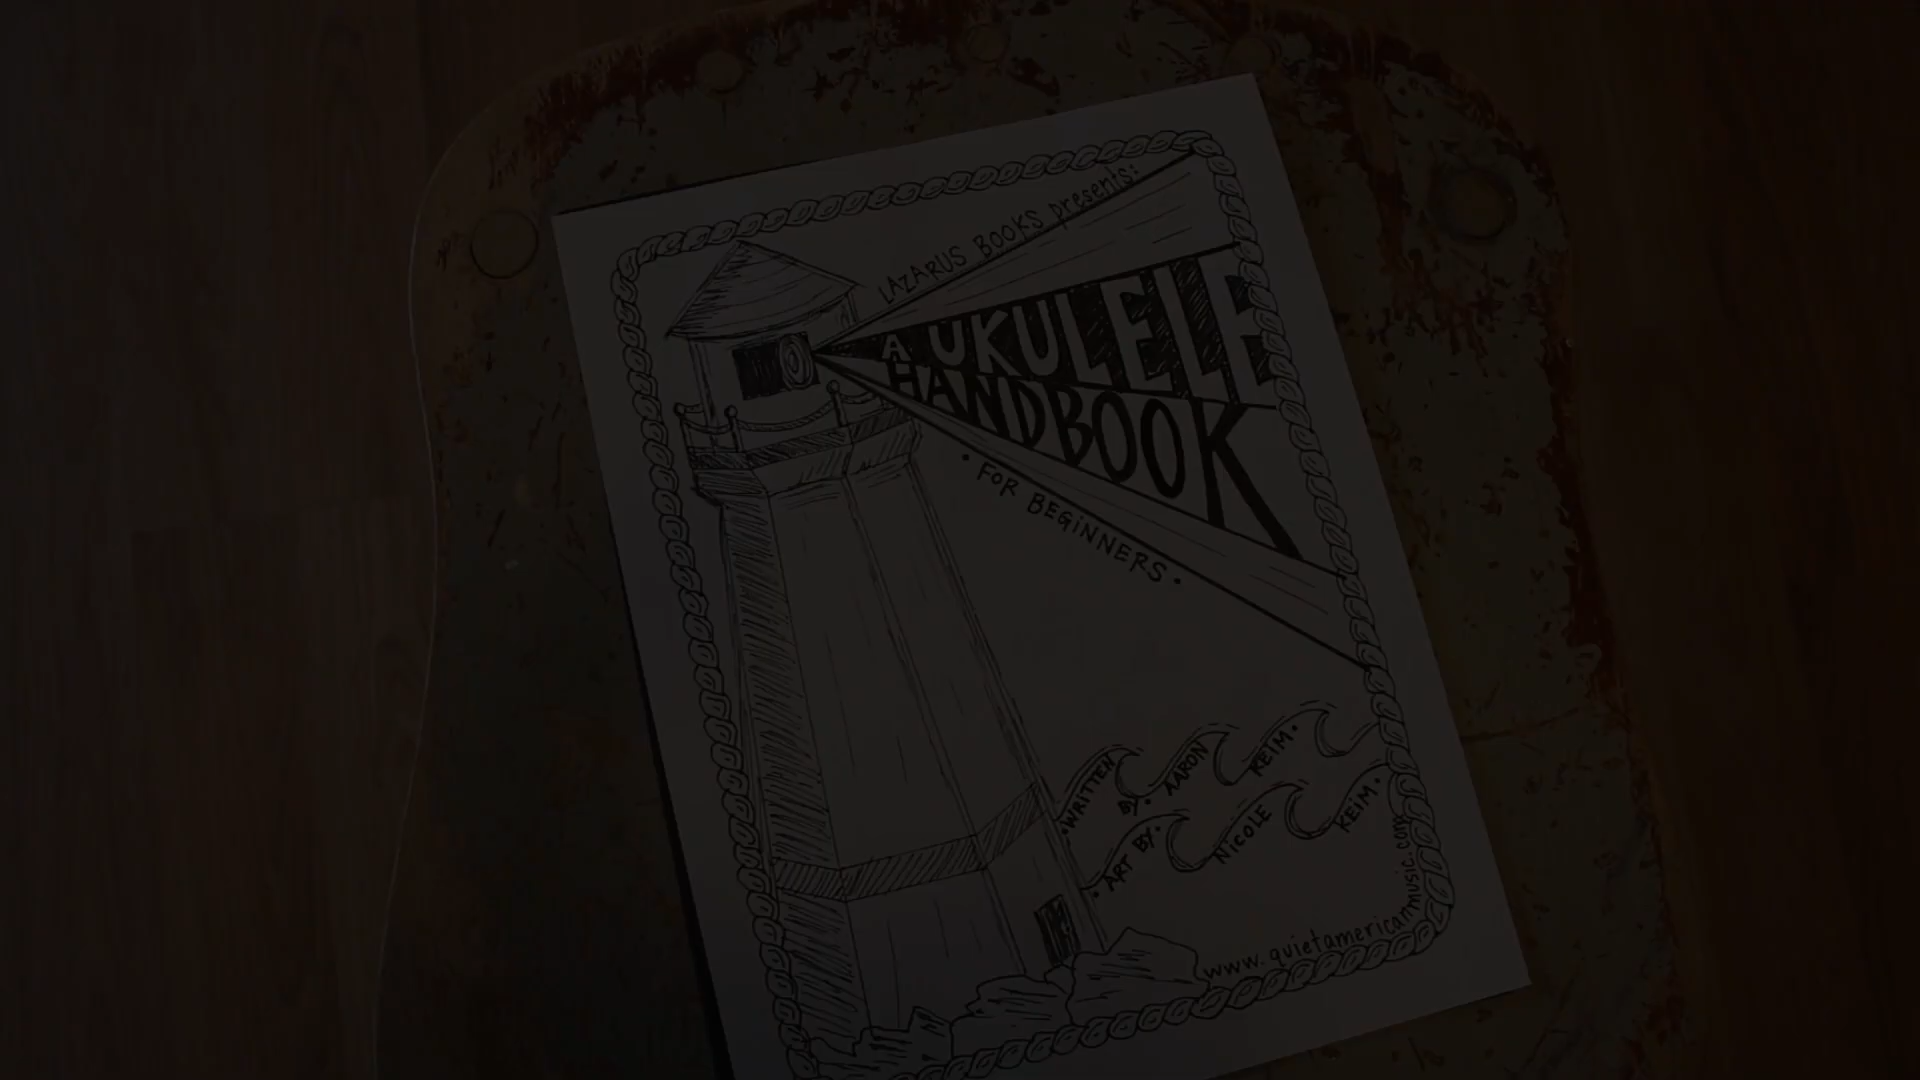 LAZARUS BOOKS presents:
A UKULELE
HANDBOOK
• FOR BEGiNNERS •
• WRITTEN BY • AARON KEIM •
• ART BY • NiCOLE KEiM •
www.quietamericanmusic.com